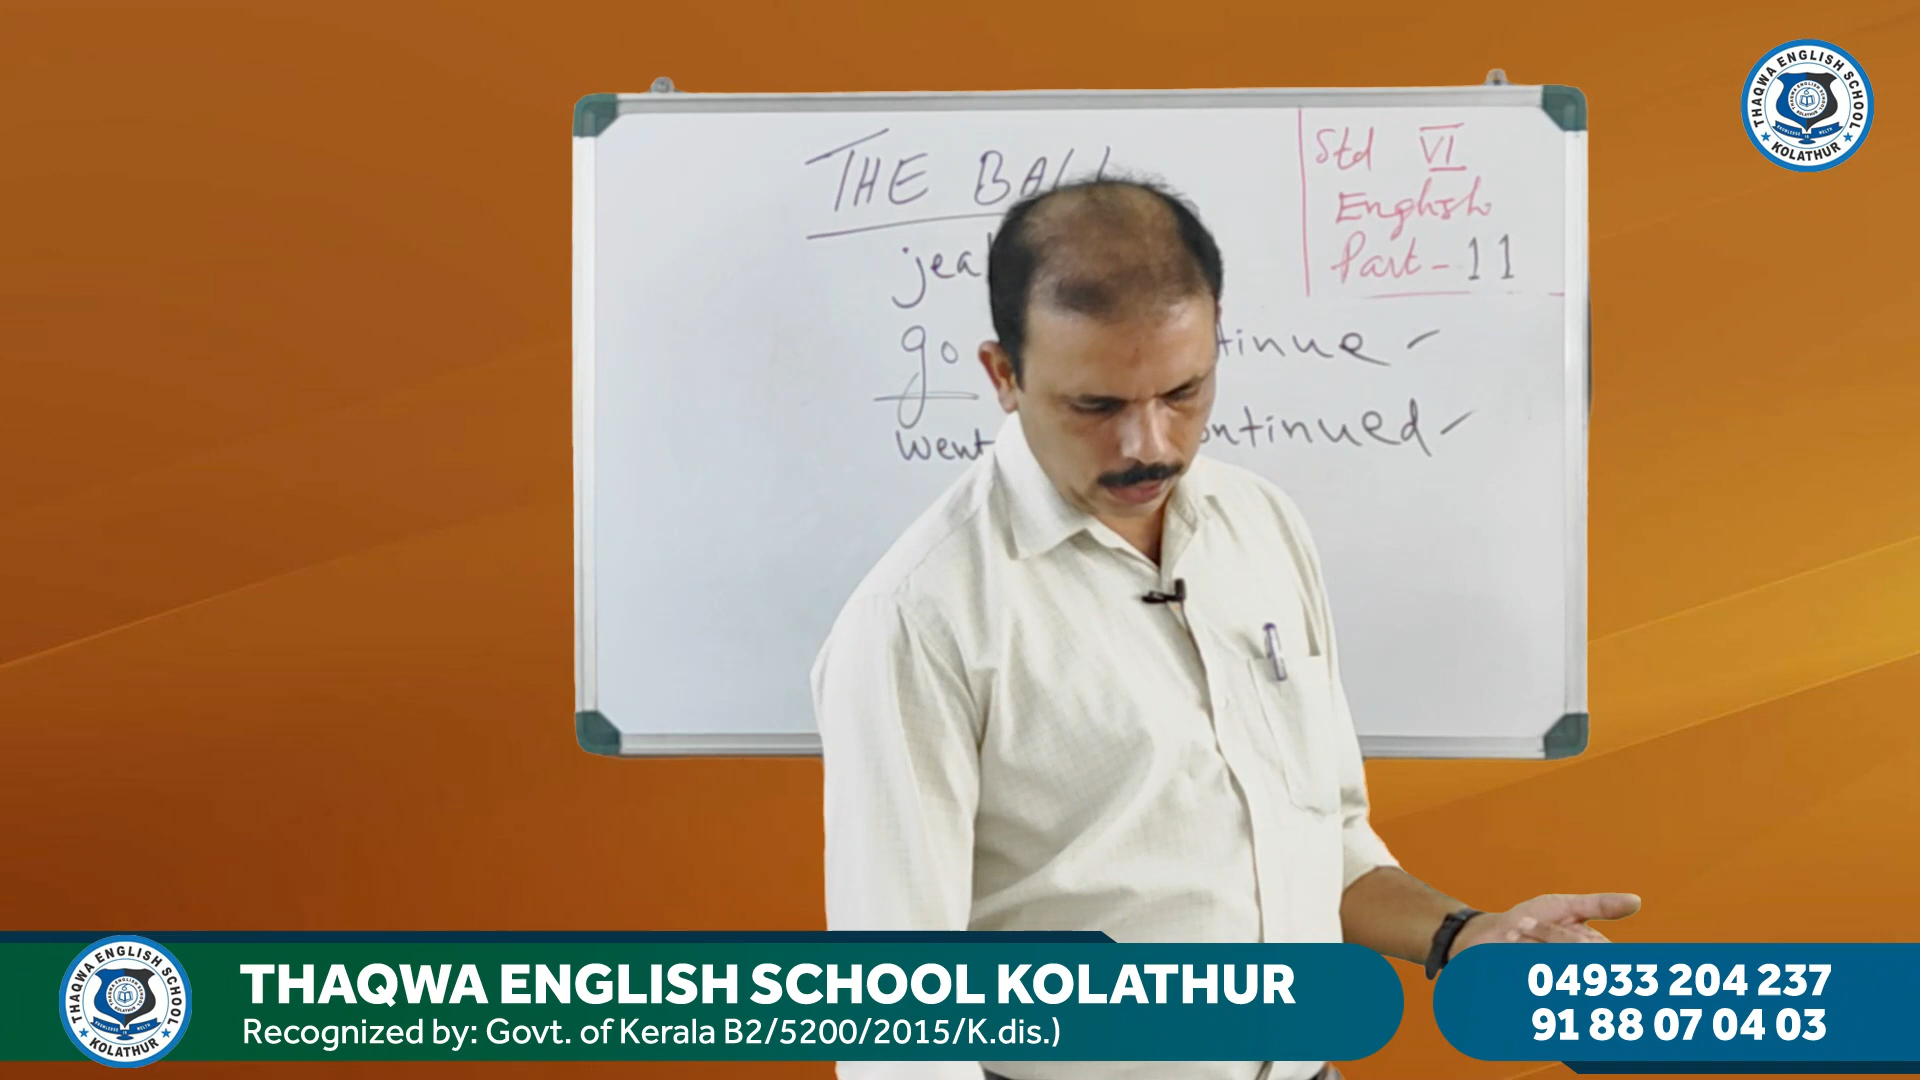 THE BALL
jea
go
tinue
went
ontinued
Std VI
English
Part - 11
THAQWA ENGLISH SCHOOL
KOLATHUR
THAQWA ENGLISH SCHOOL
KOLATHUR
THAQWA ENGLISH SCHOOL KOLATHUR
Recognized by: Govt. of Kerala B2/5200/2015/K.dis.)
04933 204 237
91 88 07 04 03